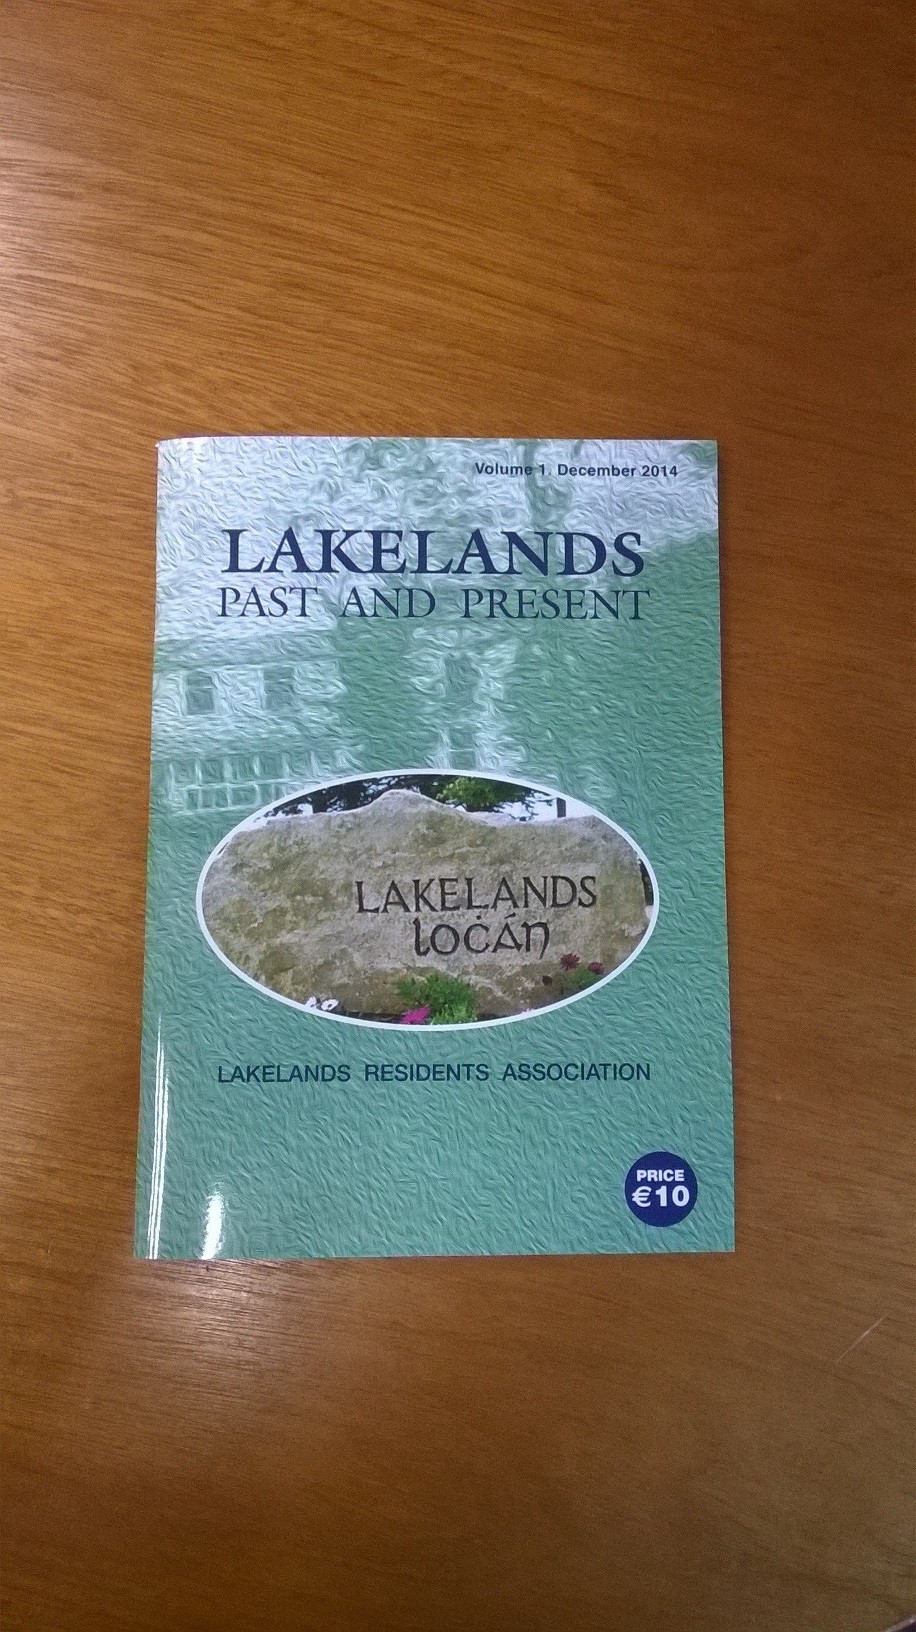 Volume 1. December 2014
LAKELANDS
PAST AND PRESENT
LAKELANDS
loċán
LAKELANDS RESIDENTS ASSOCIATION
PRICE
€10